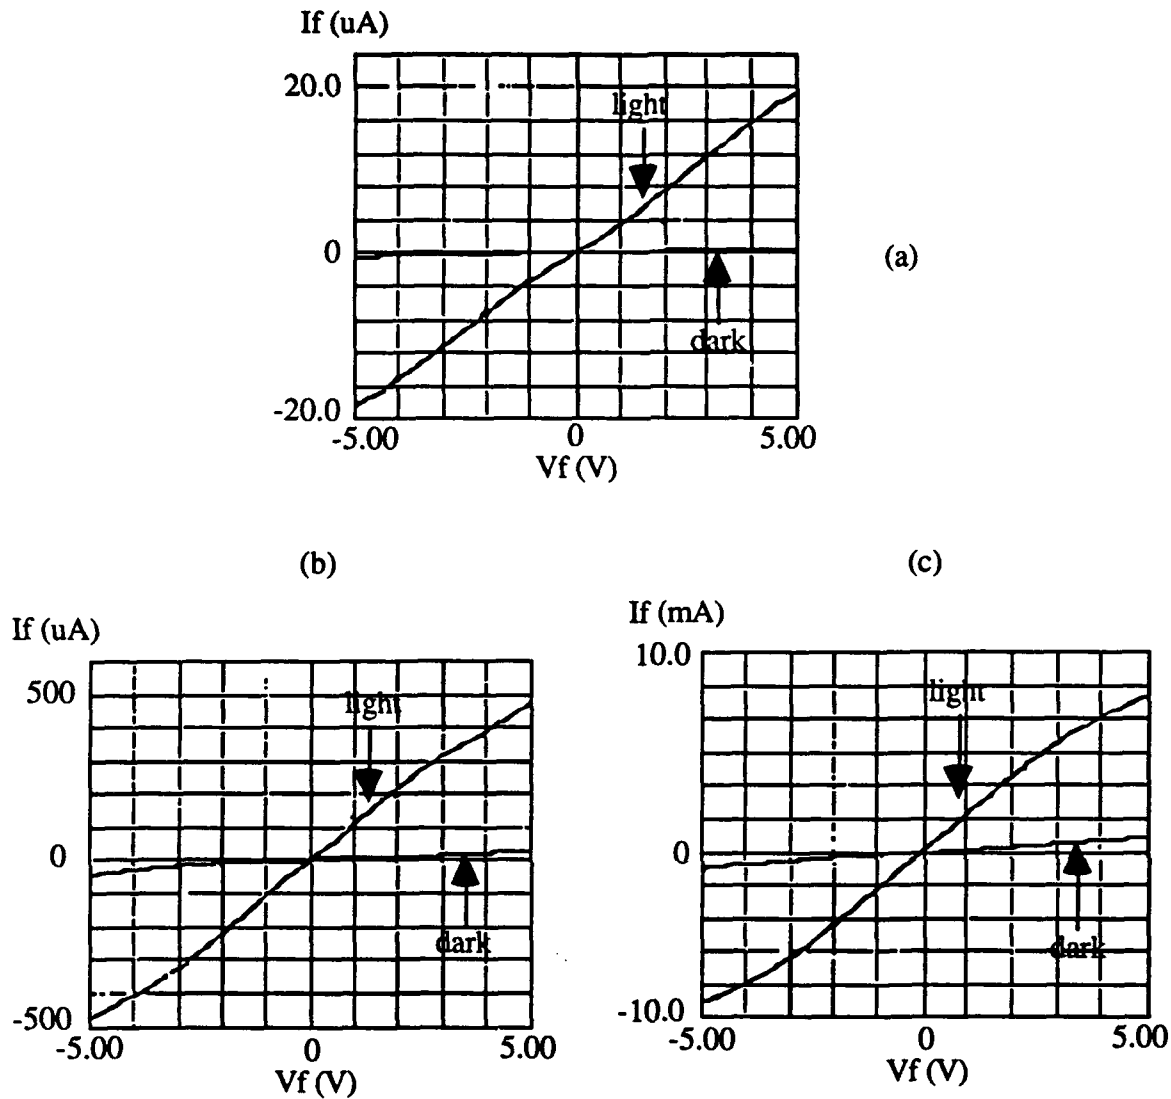 If (uA)
20.0
light
0
(a)
dark
-20.0
-5.00 0 5.00
Vf (V)
(b)
If (uA)
500
light
0
dark
-500
-5.00 0 5.00
Vf (V)
(c)
If (mA)
10.0
light
0
dark
-10.0
-5.00 0 5.00
Vf (V)